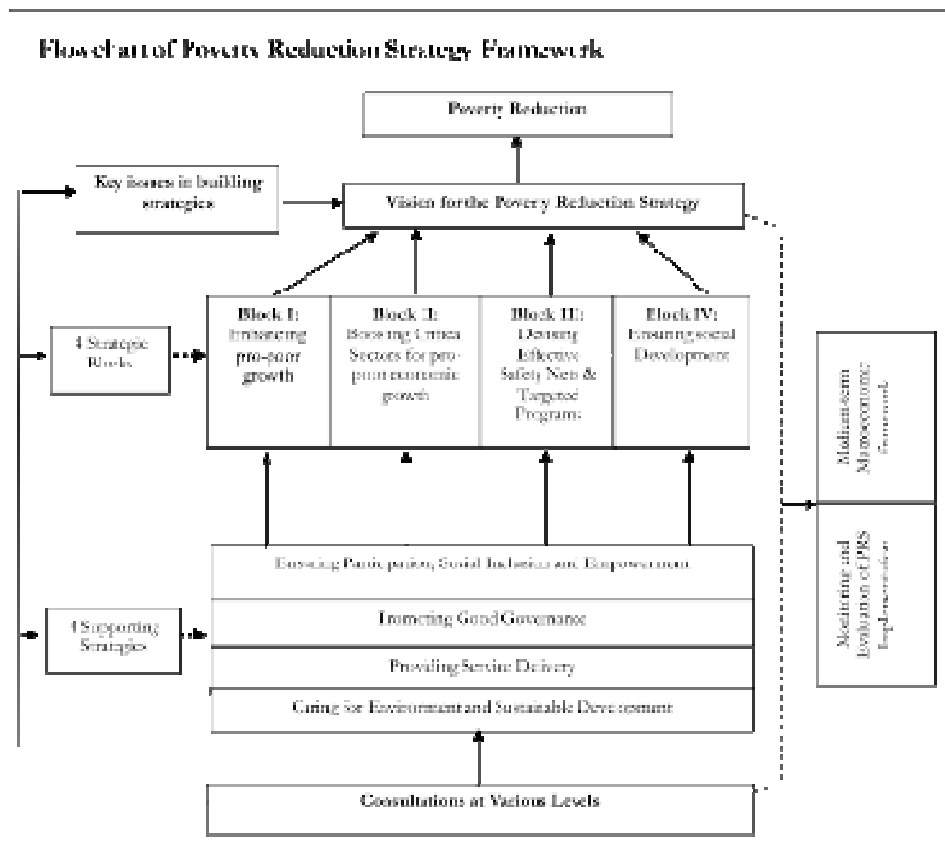 Flowchart of Poverty Reduction Strategy Framework
Poverty Reduction
Key issues in building
strategies
Vision for the Poverty Reduction Strategy
4 Strategic
Blocks
Block I:
Enhancing
pro-poor
growth
Block II:
Boosting Critical
Sectors for pro-
poor economic
growth
Block III:
Devising
Effective
Safety Nets &
Targeted
Programs
Block IV:
Ensuring social
Development
Medium-term
Macroeconomic
Framework
Monitoring and
Evaluation of PRS
Implementation
Ensuring Participation, Social Inclusion and Empowerment
4 Supporting
Strategies
Promoting Good Governance
Providing Service Delivery
Caring for Environment and Sustainable Development
Consultations at Various Levels